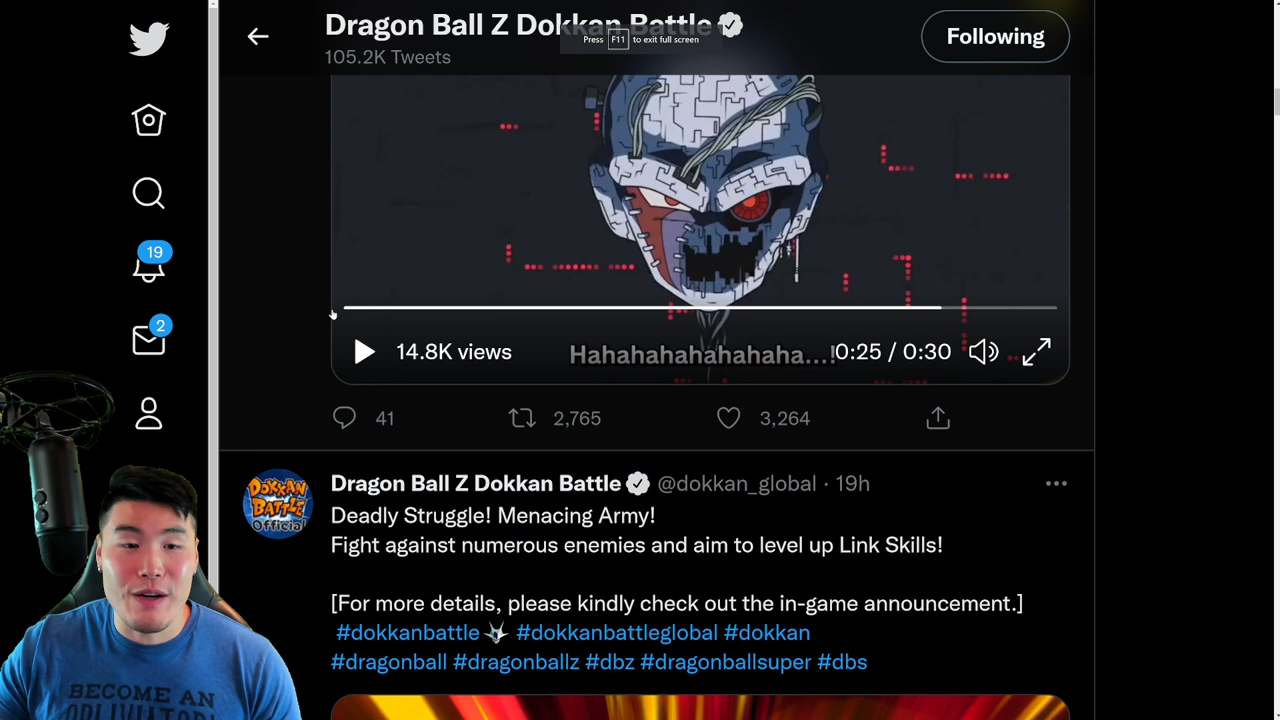 Dragon Ball Z Dokkan Battle
Press F11 to exit full screen
105.2K Tweets
Following
19
2
Hahahahahahaha...!
14.8K views
0:25 / 0:30
41
2,765
3,264
DOKKAN
BATTLE
Official
Dragon Ball Z Dokkan Battle @dokkan_global · 19h
Deadly Struggle! Menacing Army!
Fight against numerous enemies and aim to level up Link Skills!
[For more details, please kindly check out the in-game announcement.]
#dokkanbattle #dokkanbattleglobal #dokkan
#dragonball #dragonballz #dbz #dragonballsuper #dbs
BECOME AN
OBLIVIATOR!